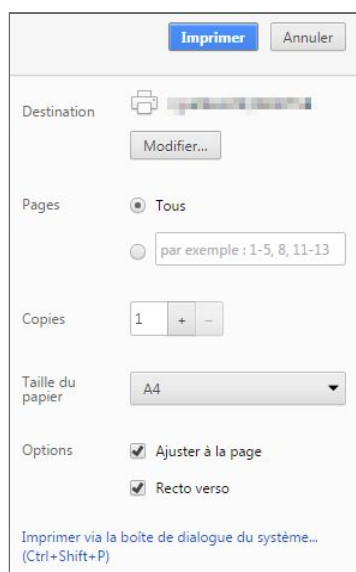 Imprimer Annuler
Destination
Modifier...
Pages Tous
par exemple : 1-5, 8, 11-13
Copies 1 + −
Taille du
papier
A4
Options Ajuster à la page
Recto verso
Imprimer via la boîte de dialogue du système...
(Ctrl+Shift+P)